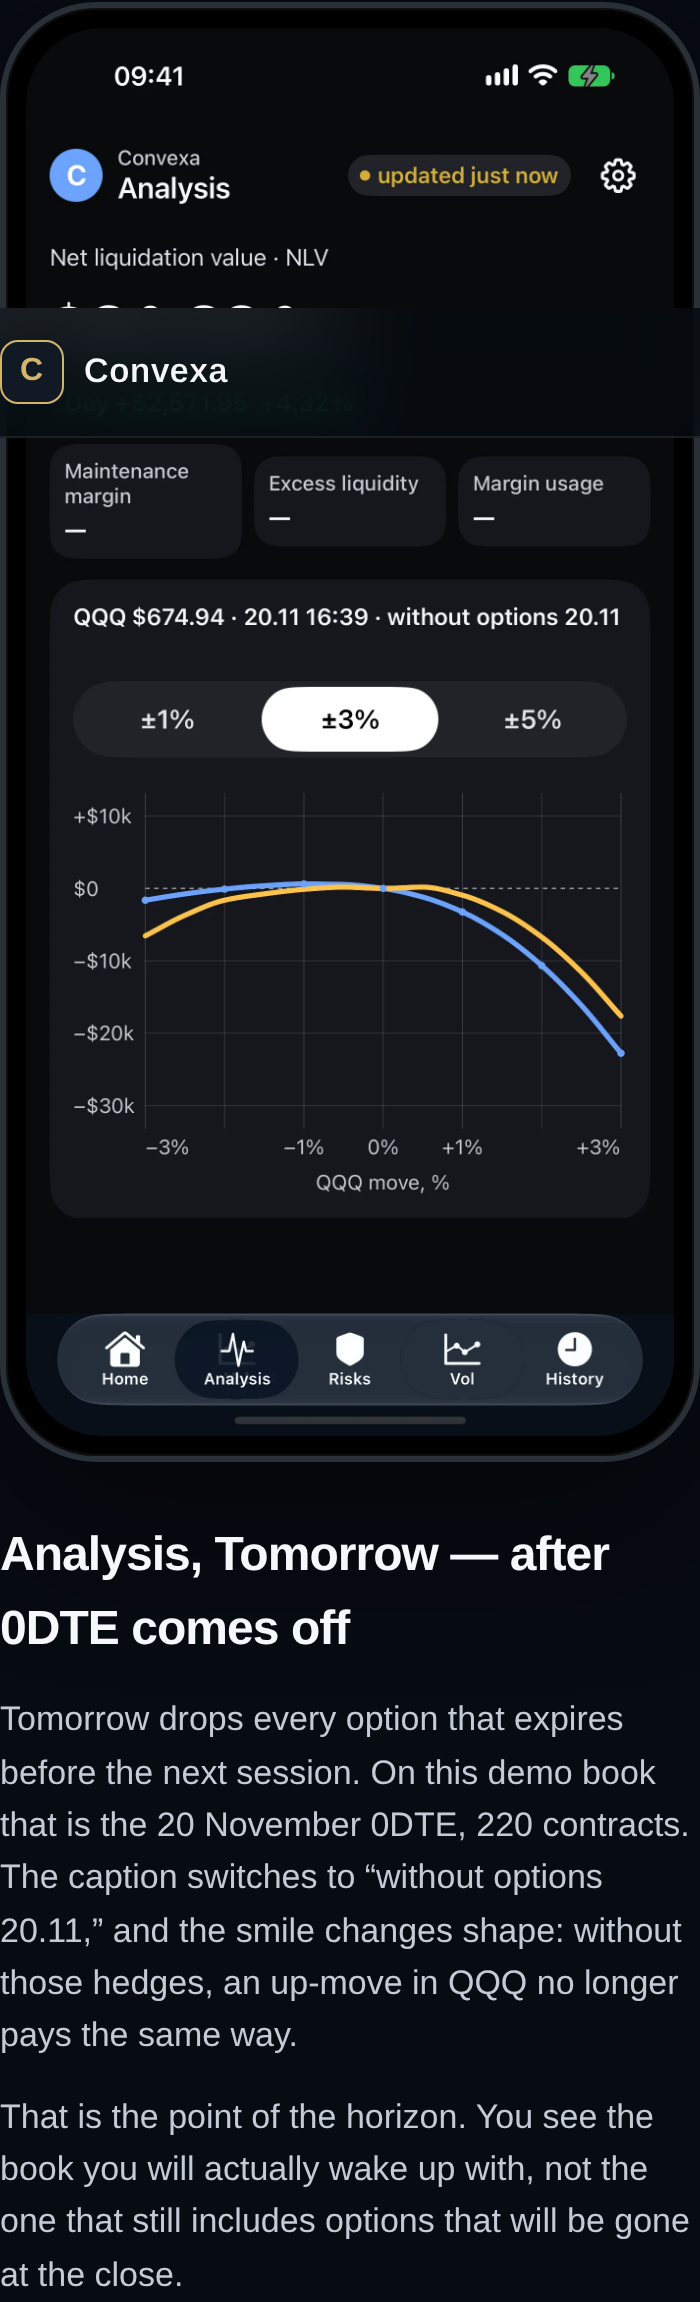 09:41
C
Convexa
Analysis
updated just now
Net liquidation value · NLV
C
Convexa
Day +$2,671.95 +4.32%
Maintenance
margin
—
Excess liquidity
—
Margin usage
—
QQQ $674.94 · 20.11 16:39 · without options 20.11
±1%
±3%
±5%
+$10k
$0
−$10k
−$20k
−$30k
−3%
−1%
0%
+1%
+3%
QQQ move, %
Home
Analysis
Risks
Vol
History
Analysis, Tomorrow — after
0DTE comes off
Tomorrow drops every option that expires
before the next session. On this demo book
that is the 20 November 0DTE, 220 contracts.
The caption switches to “without options
20.11,” and the smile changes shape: without
those hedges, an up-move in QQQ no longer
pays the same way.
That is the point of the horizon. You see the
book you will actually wake up with, not the
one that still includes options that will be gone
at the close.